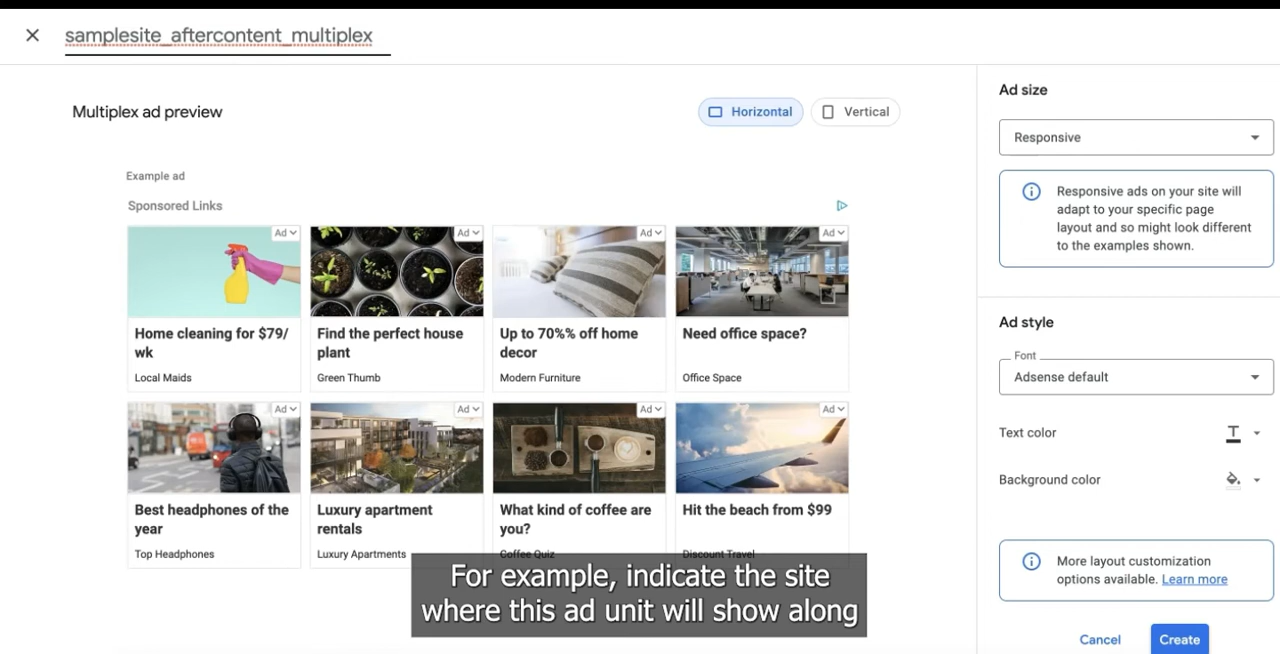 samplesite_aftercontent_multiplex
Multiplex ad preview
Horizontal
Vertical
Example ad
Sponsored Links
Ad
Ad
Ad
Ad
Home cleaning for $79/
wk
Local Maids
Find the perfect house
plant
Green Thumb
Up to 70%% off home
decor
Modern Furniture
Need office space?
Office Space
Ad
Ad
Ad
Ad
Best headphones of the
year
Top Headphones
Luxury apartment
rentals
Luxury Apartments
What kind of coffee are
you?
Coffee Quiz
Hit the beach from $99
Discount Travel
For example, indicate the site
where this ad unit will show along
Ad size
Responsive
Responsive ads on your site will
adapt to your specific page
layout and so might look different
to the examples shown.
Ad style
Font
Adsense default
Text color
Background color
More layout customization
options available. Learn more
Cancel
Create